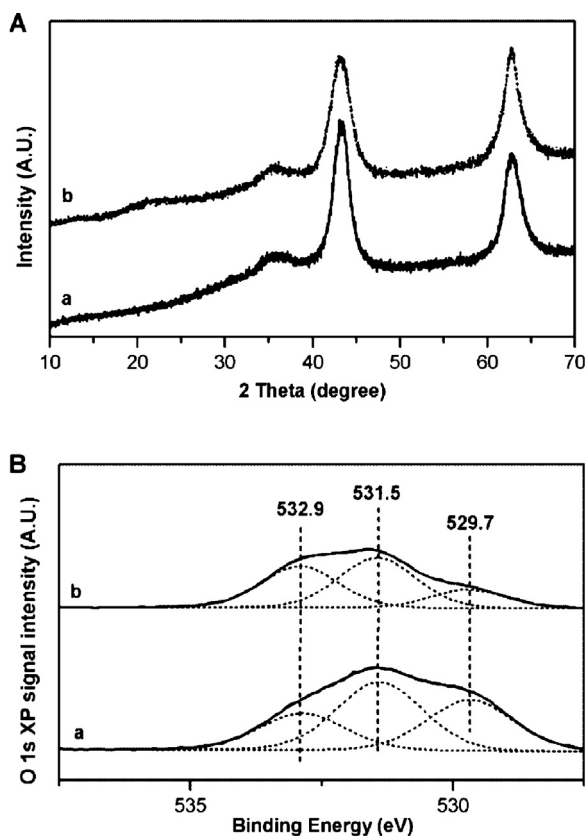 A
Intensity (A.U.)
b
a
10 20 30 40 50 60 70
2 Theta (degree)
B
O 1s XP signal intensity (A.U.)
532.9 531.5 529.7
b
a
535 530
Binding Energy (eV)